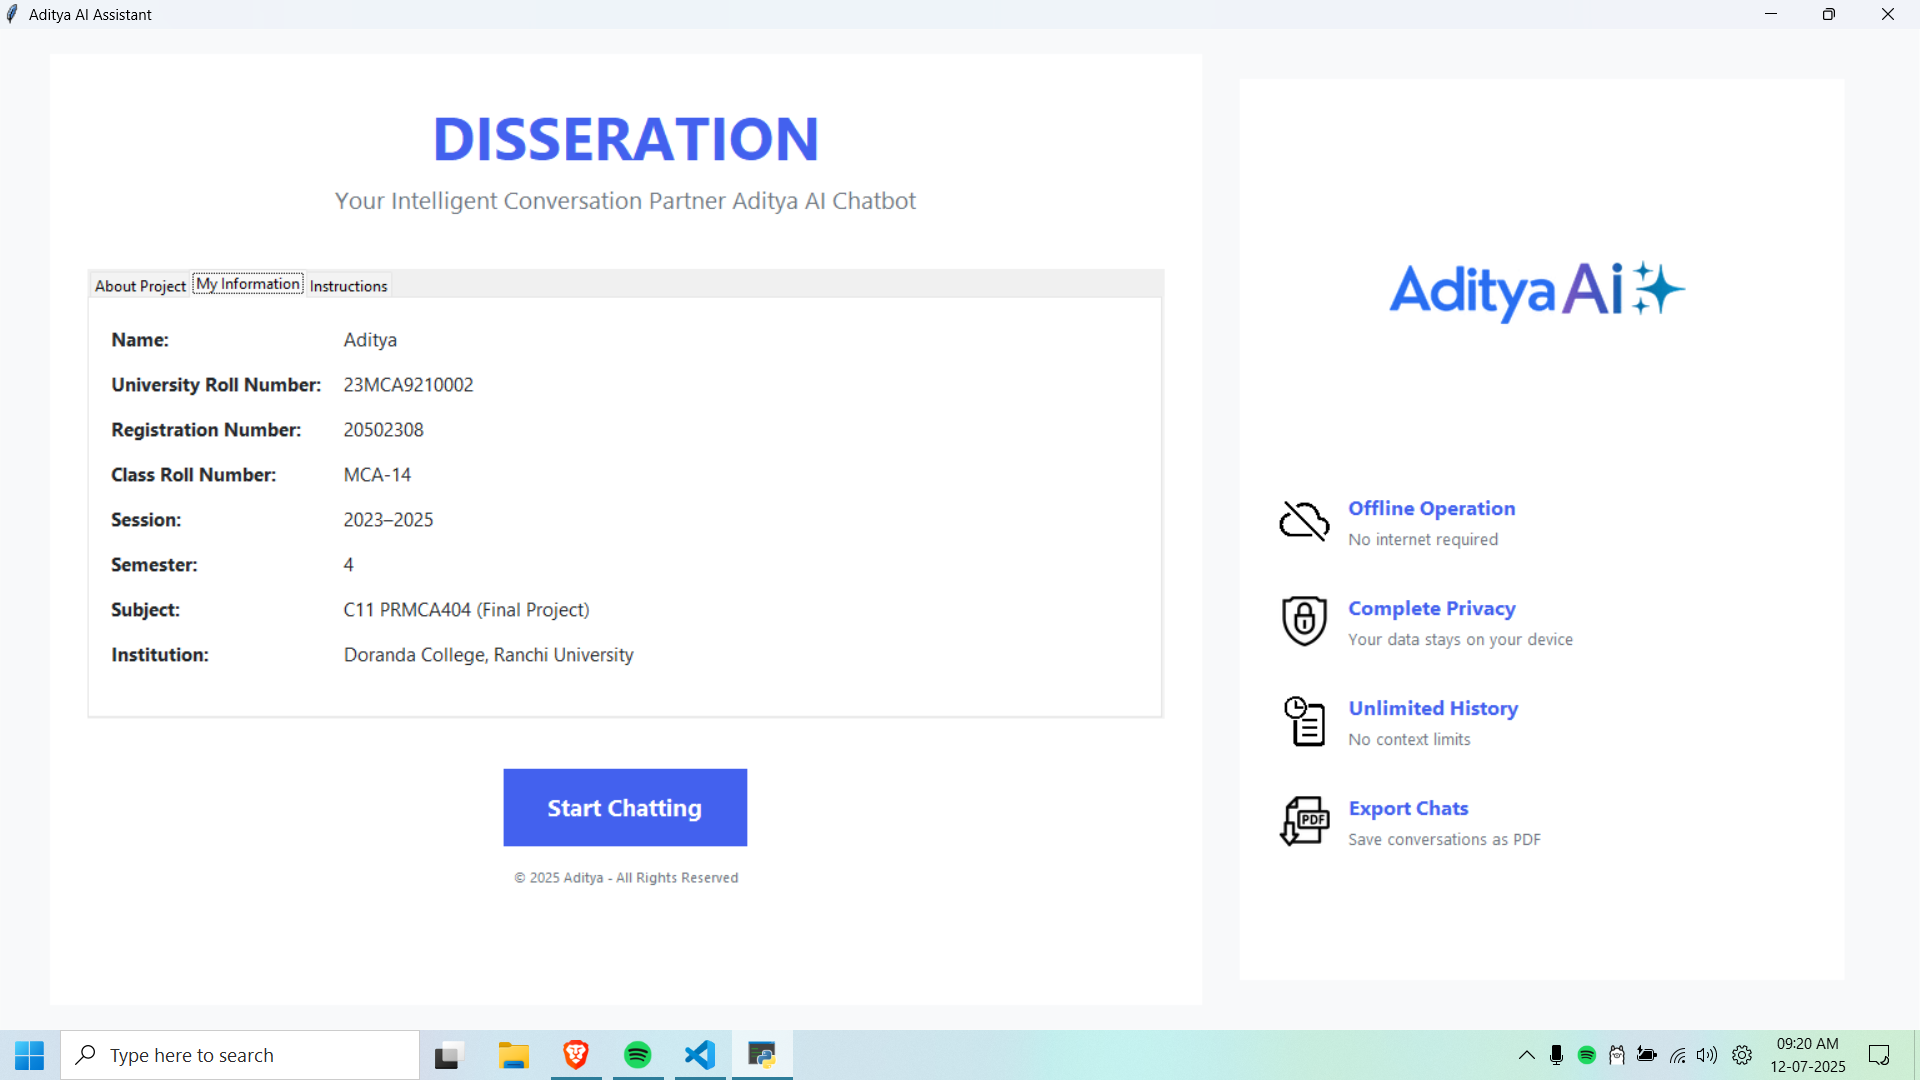 Aditya AI Assistant
DISSERATION
Your Intelligent Conversation Partner Aditya AI Chatbot
About Project My Information Instructions
Name: Aditya
University Roll Number: 23MCA9210002
Registration Number: 20502308
Class Roll Number: MCA-14
Session: 2023–2025
Semester: 4
Subject: C11 PRMCA404 (Final Project)
Institution: Doranda College, Ranchi University
Start Chatting
© 2025 Aditya - All Rights Reserved
Aditya Ai
Offline Operation
No internet required
Complete Privacy
Your data stays on your device
Unlimited History
No context limits
PDF
Export Chats
Save conversations as PDF
Type here to search
09:20 AM
12-07-2025